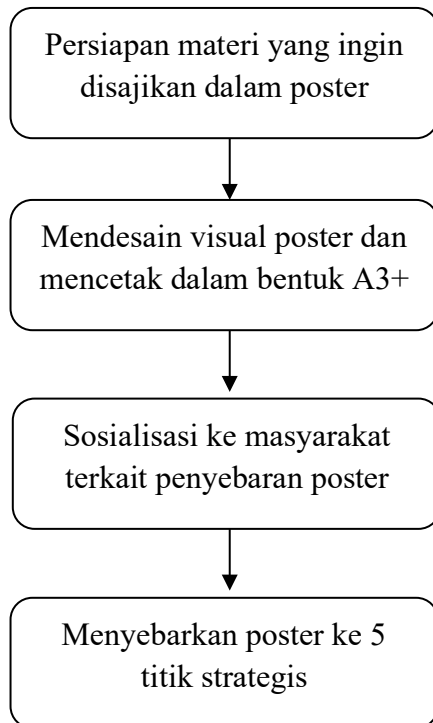 Persiapan materi yang ingin
disajikan dalam poster
Mendesain visual poster dan
mencetak dalam bentuk A3+
Sosialisasi ke masyarakat
terkait penyebaran poster
Menyebarkan poster ke 5
titik strategis